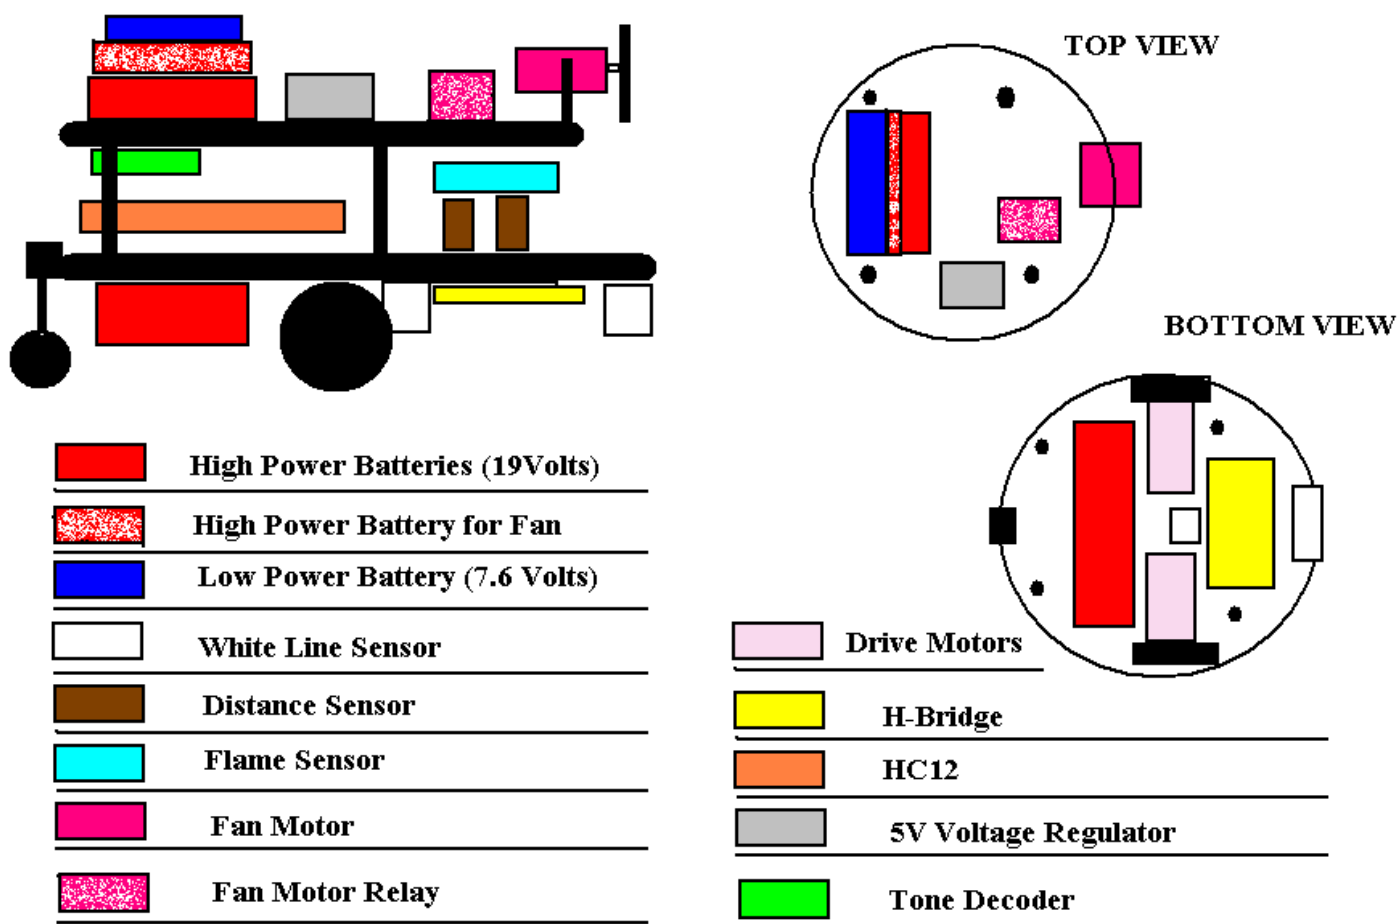 TOP VIEW
BOTTOM VIEW
High Power Batteries (19Volts)
High Power Battery for Fan
Low Power Battery (7.6 Volts)
White Line Sensor
Distance Sensor
Flame Sensor
Fan Motor
Fan Motor Relay
Drive Motors
H-Bridge
HC12
5V Voltage Regulator
Tone Decoder